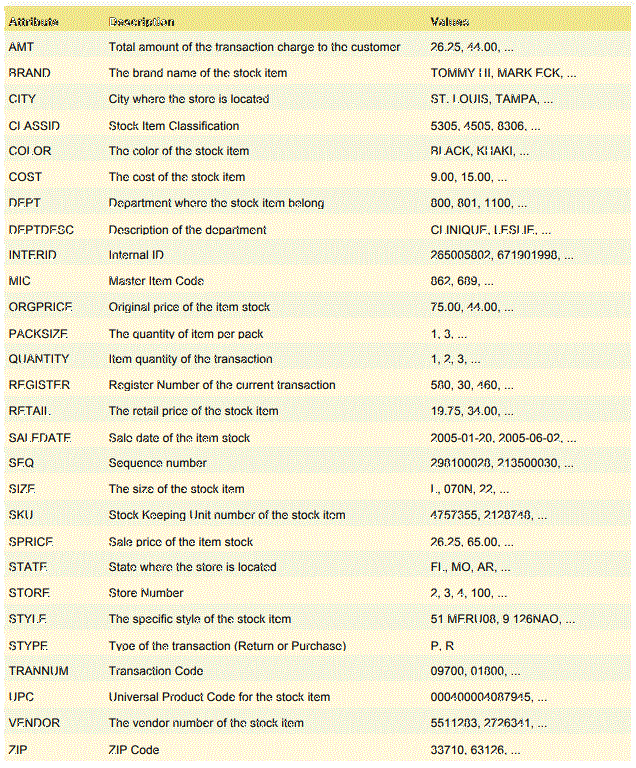 Attribute Description Values
AMT Total amount of the transaction charge to the customer 26.25, 44.00, ...
BRAND The brand name of the stock item TOMMY HI, MARK ECK, ...
CITY City where the store is located ST. LOUIS, TAMPA, ...
CLASSID Stock Item Classification 5305, 4505, 8306, ...
COLOR The color of the stock item BLACK, KHAKI, ...
COST The cost of the stock item 9.00, 15.00, ...
DEPT Department where the stock item belong 800, 801, 1100, ...
DEPTDESC Description of the department CLINIQUE, LESLIE, ...
INTERID Internal ID 265005802, 671901998, ...
MIC Master Item Code 862, 689, ...
ORGPRICE Original price of the item stock 75.00, 44.00, ...
PACKSIZE The quantity of item per pack 1, 3, ...
QUANTITY Item quantity of the transaction 1, 2, 3, ...
REGISTER Register Number of the current transaction 580, 30, 460, ...
RETAIL The retail price of the stock item 19.75, 34.00, ...
SALEDATE Sale date of the item stock 2005-01-20, 2005-06-02, ...
SEQ Sequence number 298100028, 213500030, ...
SIZE The size of the stock item L, 070N, 22, ...
SKU Stock Keeping Unit number of the stock item 4757355, 2128748, ...
SPRICE Sale price of the item stock 26.25, 65.00, ...
STATE State where the store is located FL, MO, AR, ...
STORE Store Number 2, 3, 4, 100, ...
STYLE The specific style of the stock item 51 MERU08, 9 126NAO, ...
STYPE Type of the transaction (Return or Purchase) P, R
TRANNUM Transaction Code 09700, 01800, ...
UPC Universal Product Code for the stock item 000400004087945, ...
VENDOR The vendor number of the stock item 5511283, 2726341, ...
ZIP ZIP Code 33710, 63126, ...